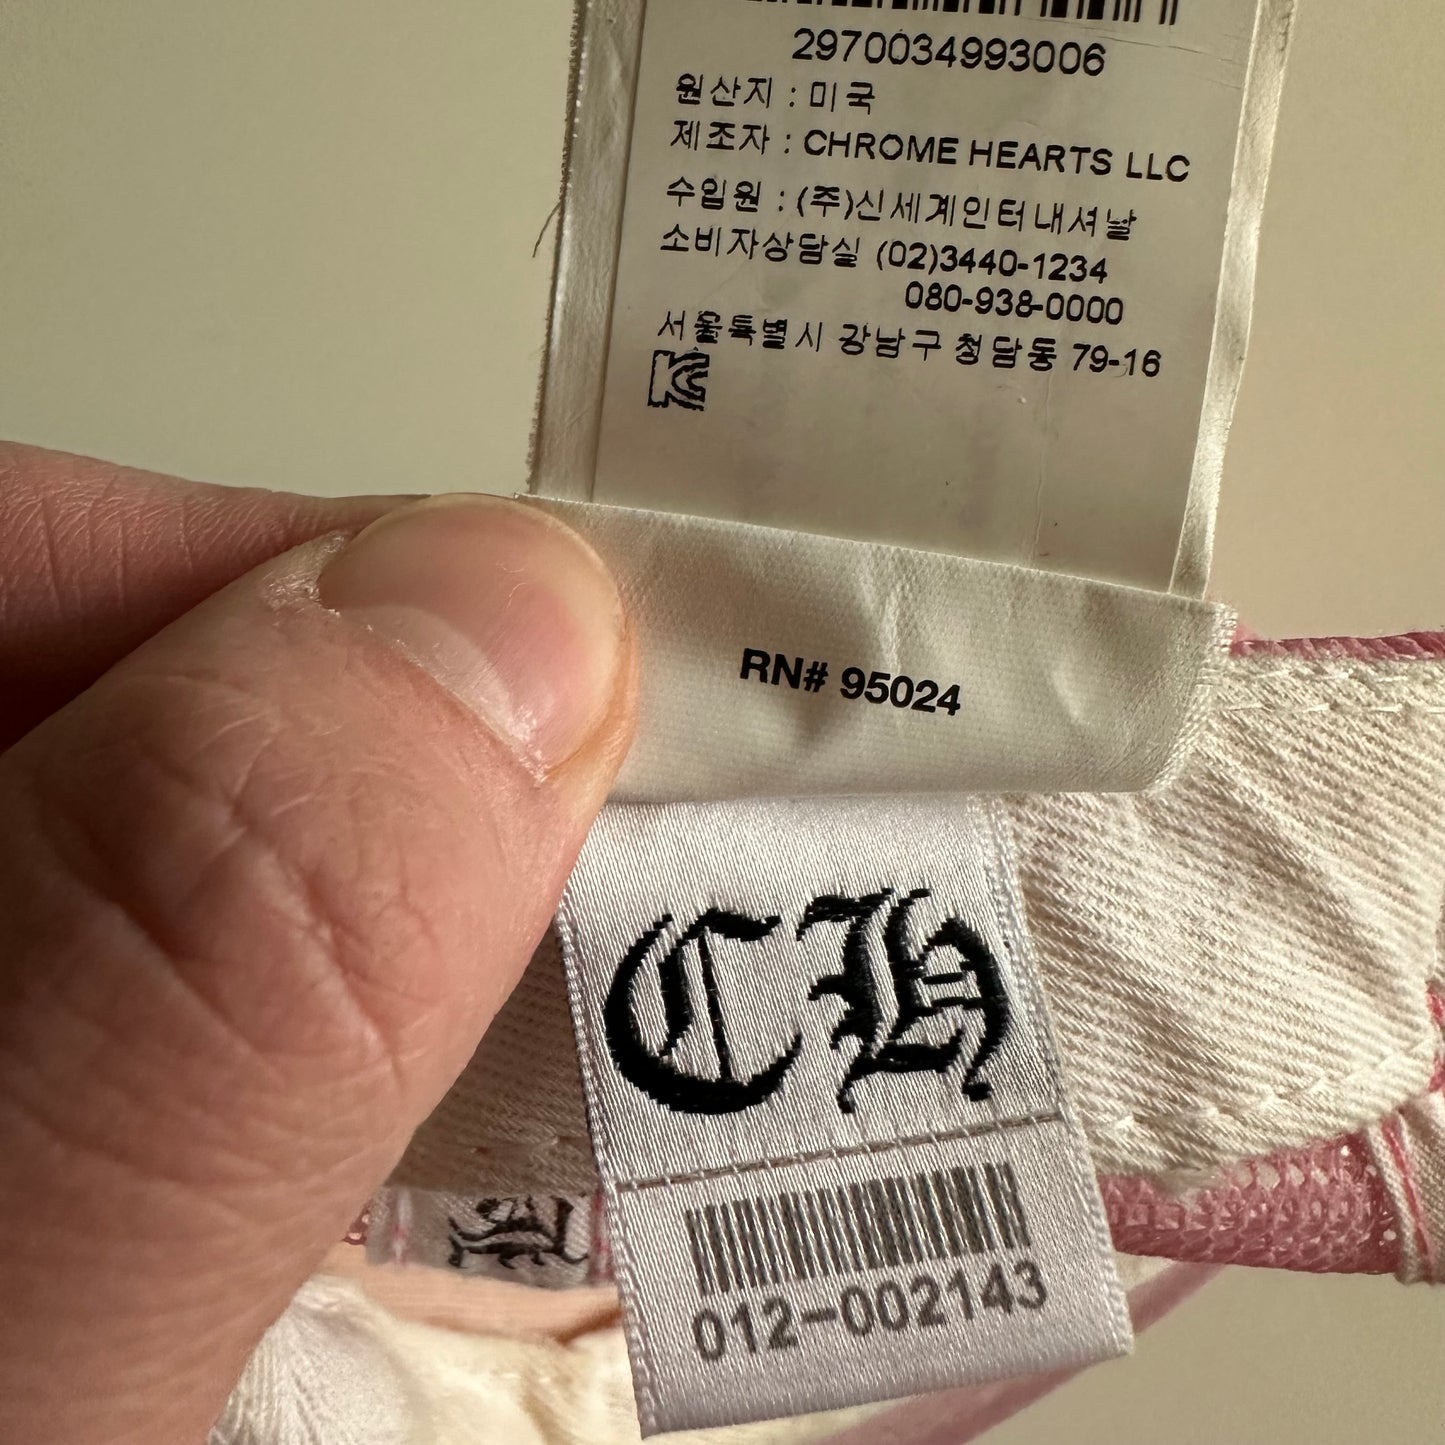 2970034993006
원산지 : 미국
제조자 : CHROME HEARTS LLC
수입원 : (주)신세계인터내셔날
소비자상담실 (02)3440-1234
080-938-0000
서울특별시 강남구 청담동 79-16
KC
RN# 95024
CH
012-002143